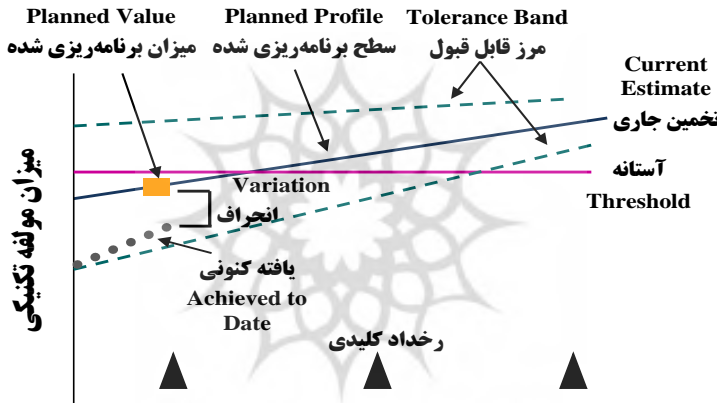 Planned Value
میزان برنامه‌ریزی شده
Planned Profile
سطح برنامه‌ریزی شده
Tolerance Band
مرز قابل قبول
Current
Estimate
تخمین جاری
آستانه
Threshold
میزان مولفه تکنیکی
Variation
انحراف
یافته کنونی
Achieved to
Date
رخداد کلیدی